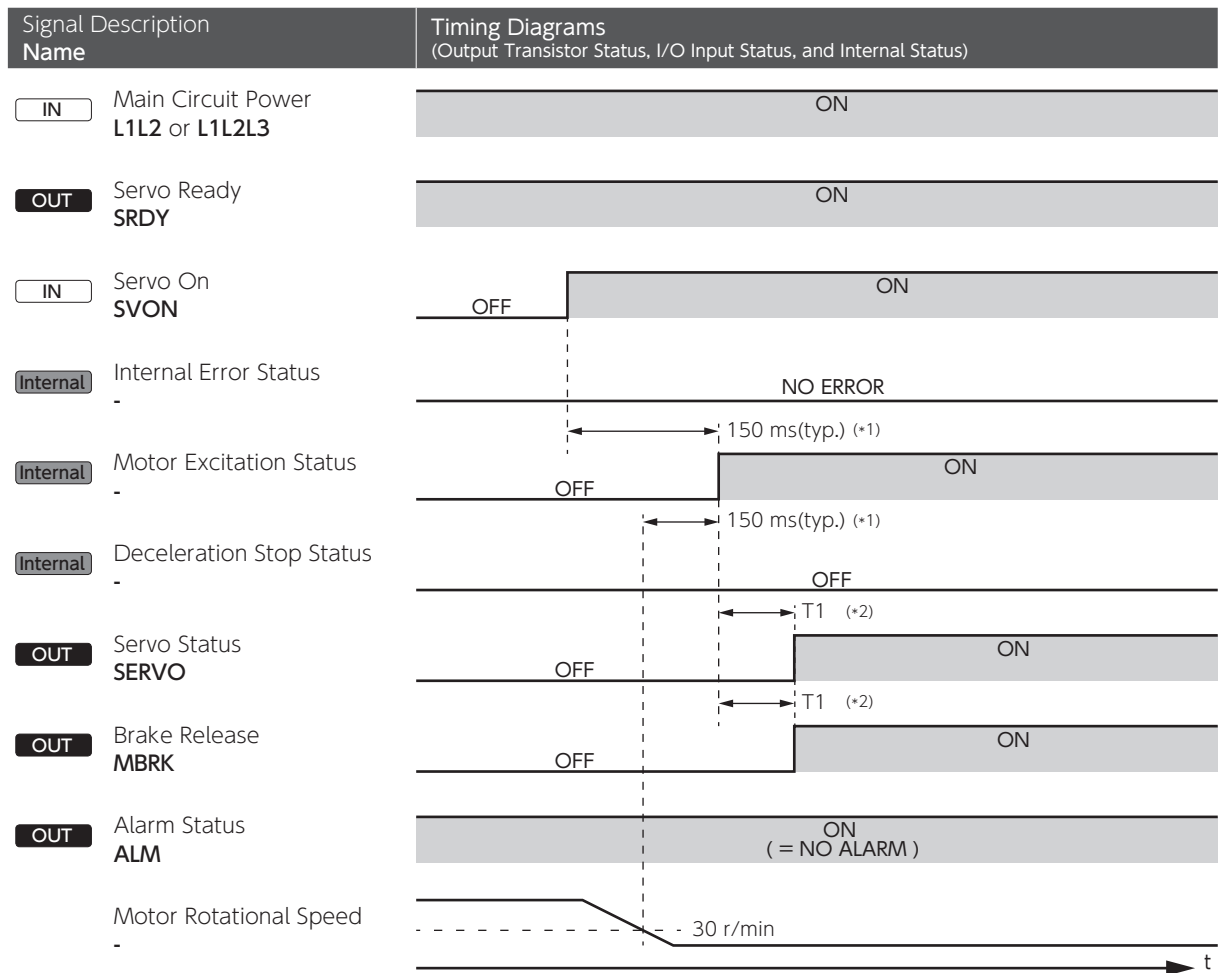 Signal Description
Name
Timing Diagrams
(Output Transistor Status, I/O Input Status, and Internal Status)
IN
Main Circuit Power
L1L2 or L1L2L3
ON
OUT
Servo Ready
SRDY
ON
IN
Servo On
SVON
OFF
ON
Internal
Internal Error Status
-
NO ERROR
150 ms(typ.) (*1)
Internal
Motor Excitation Status
-
OFF
ON
150 ms(typ.) (*1)
Internal
Deceleration Stop Status
-
OFF
T1 (*2)
OUT
Servo Status
SERVO
OFF
ON
T1 (*2)
OUT
Brake Release
MBRK
OFF
ON
OUT
Alarm Status
ALM
ON
( = NO ALARM )
Motor Rotational Speed
-
30 r/min
t